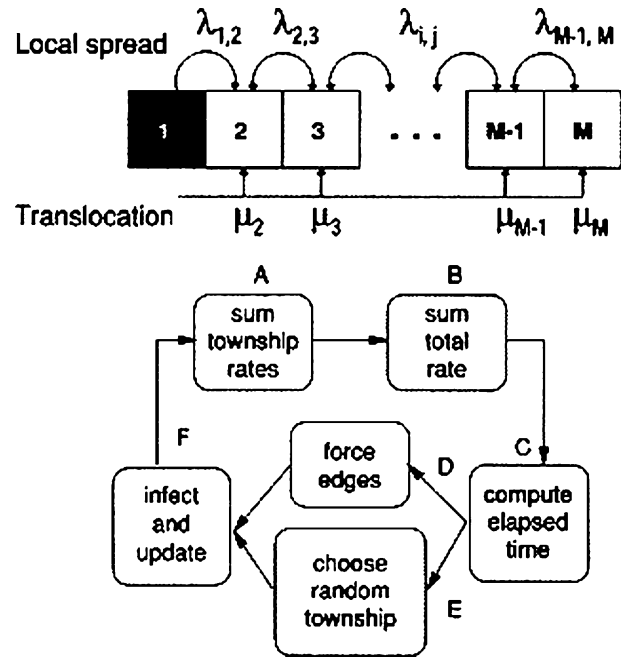 Local spread λ1,2 λ2,3 λi,j λM-1, M
1 2 3 ... M-1 M
Translocation μ2 μ3 μM-1 μM
A B
sum township rates
sum total rate
F
C
D
force edges
infect and update
compute elapsed time
choose random township
E